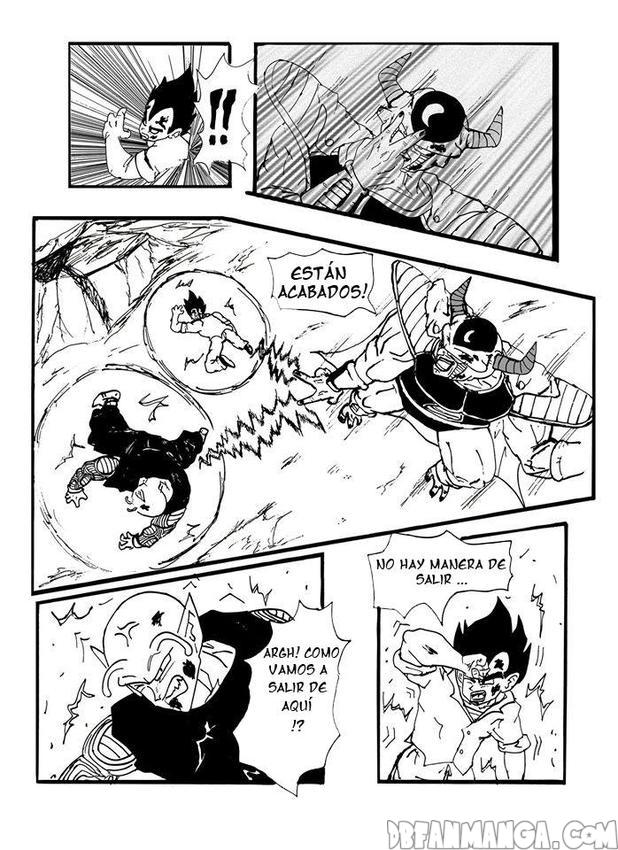 !!
ESTÁN
ACABADOS!
NO HAY MANERA DE
SALIR ...
ARGH! COMO
VAMOS A
SALIR DE
AQUÍ
!?
DBFANMANGA.COM